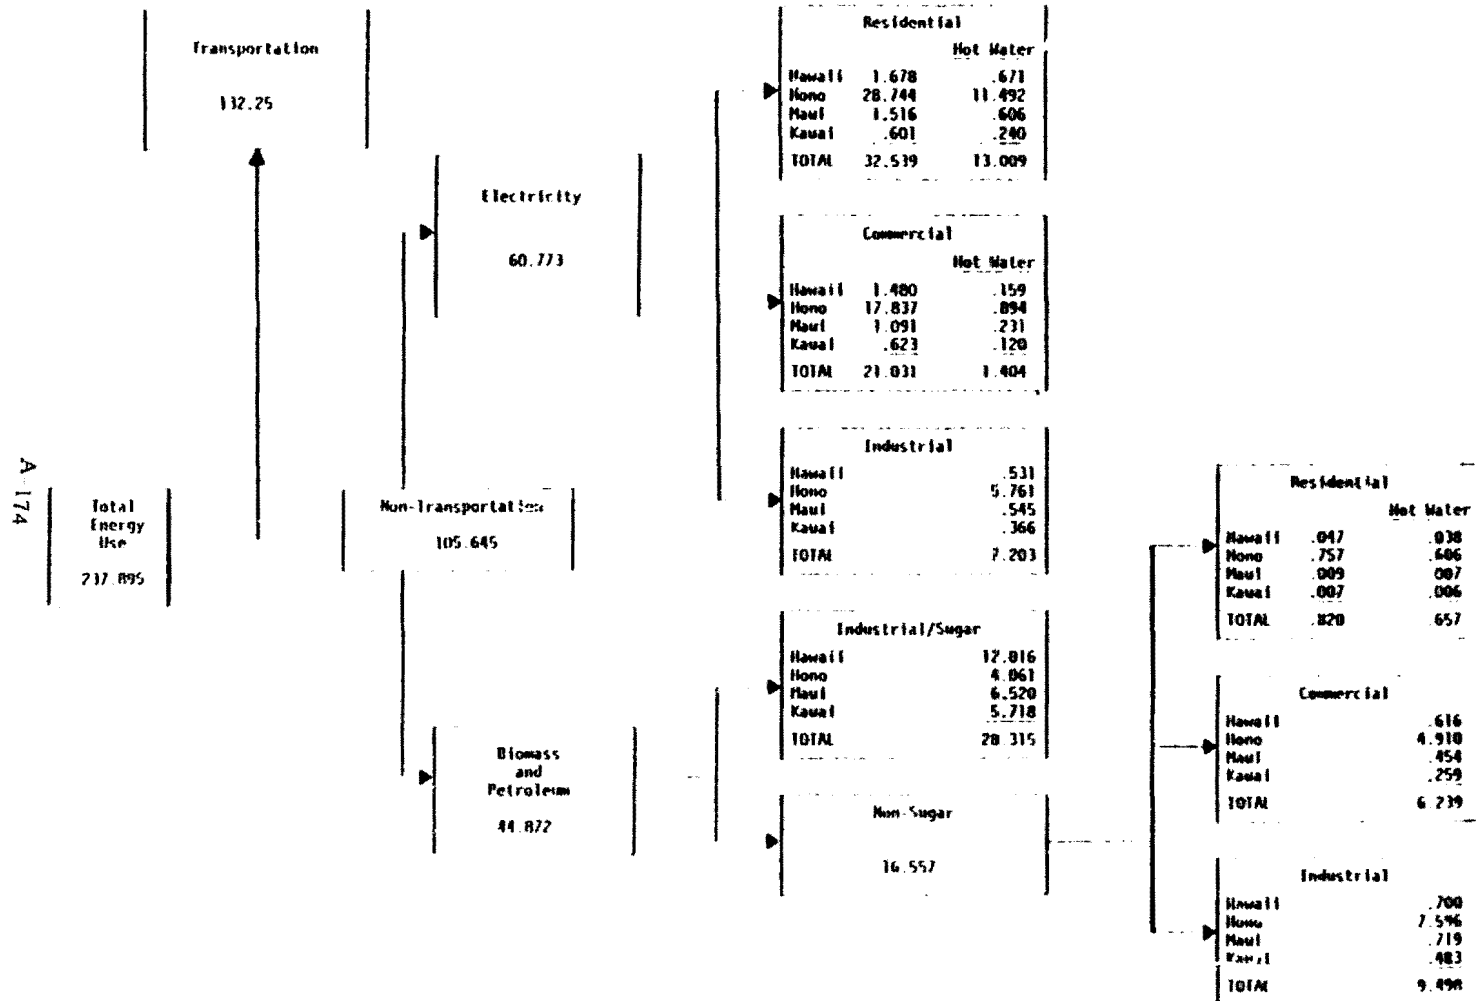 Transportation
132.25
Electricity
60.773
Residential
Hot Water
Hawaii 1.678 .671
Hono 28.744 11.492
Maui 1.516 .606
Kauai .601 .240
TOTAL 32.539 13.009
Commercial
Hot Water
Hawaii 1.480 .159
Hono 17.837 .894
Maui 1.091 .231
Kauai .623 .120
TOTAL 21.031 1.404
Industrial
Hawaii .531
Hono 5.761
Maui .545
Kauai .366
TOTAL 7.203
A-174
Total
Energy
Use
237.895
Non-Transportation
105.645
Industrial/Sugar
Hawaii 12.016
Hono 4.061
Maui 6.520
Kauai 5.718
TOTAL 28.315
Biomass
and
Petroleum
44.872
Non-Sugar
16.557
Residential
Hot Water
Hawaii .047 .038
Hono .757 .606
Maui .009 007
Kauai .007 .006
TOTAL .820 .657
Commercial
Hawaii .616
Hono 4.910
Maui .454
Kauai .259
TOTAL 6.239
Industrial
Hawaii .700
Hono 7.596
Maui .719
Kauai .483
TOTAL 9.498